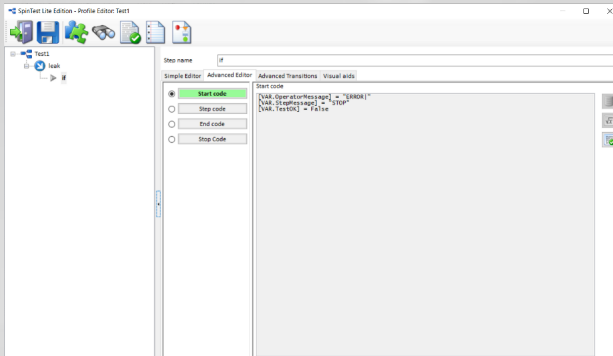 SpinTest Lite Edition - Profile Editor: Test1
Test1
leak
if
Step name
if
Simple Editor
Advanced Editor
Advanced Transitions
Visual aids
Start code
Step code
End code
Stop Code
Start code
[VAR.OperatorMessage] = "ERROR|"
[VAR.StepMessage] = "STOP"
[VAR.TestOK] = False